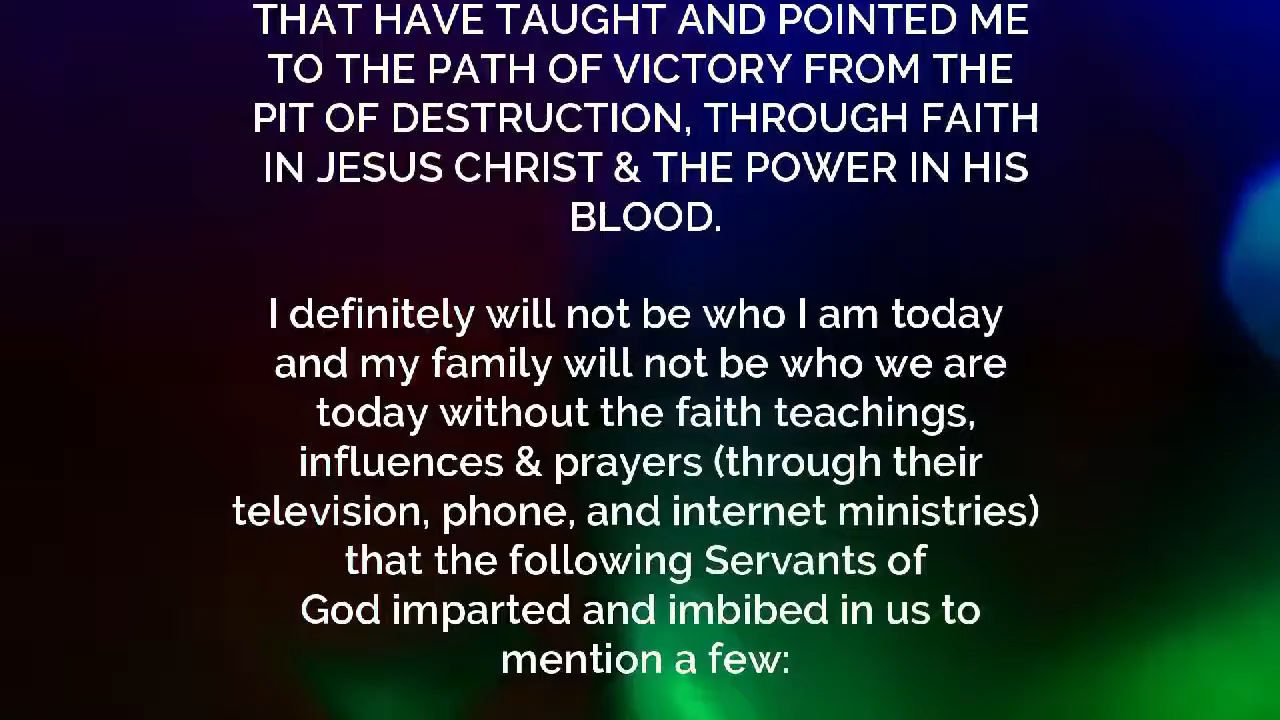 THAT HAVE TAUGHT AND POINTED ME
TO THE PATH OF VICTORY FROM THE
PIT OF DESTRUCTION, THROUGH FAITH
IN JESUS CHRIST & THE POWER IN HIS
BLOOD.
I definitely will not be who I am today
and my family will not be who we are
today without the faith teachings,
influences & prayers (through their
television, phone, and internet ministries)
that the following Servants of
God imparted and imbibed in us to
mention a few: